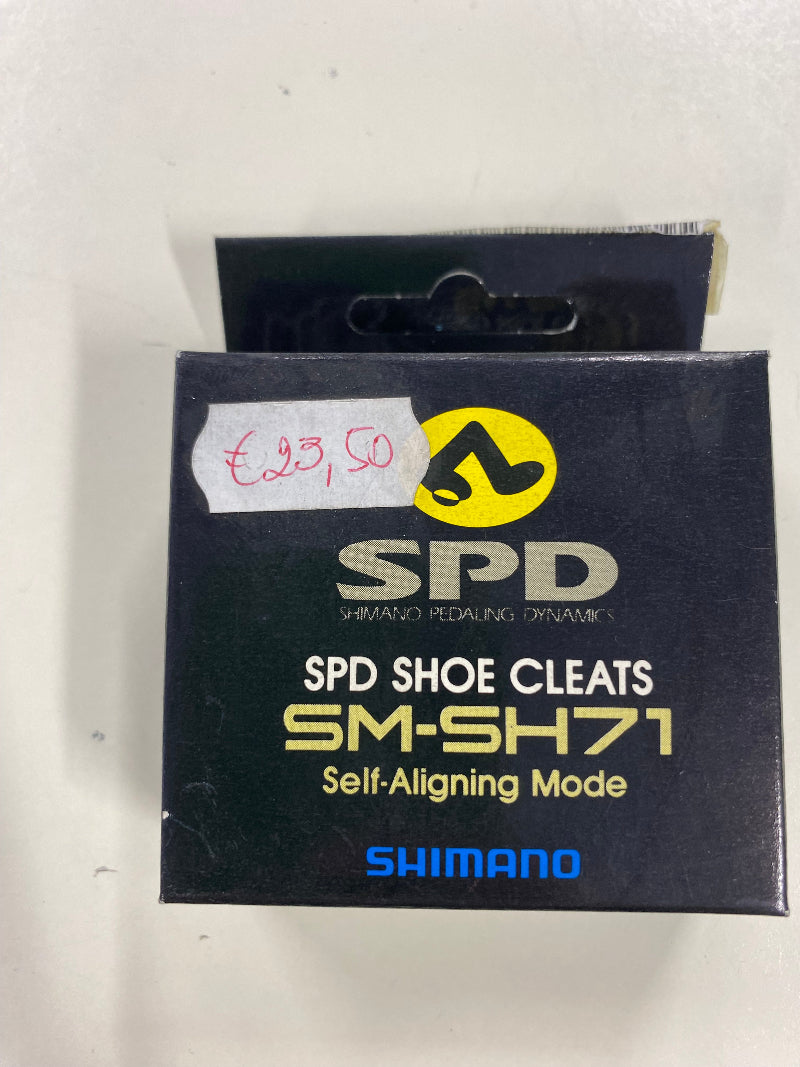 €23,50
SPD
SHIMANO PEDALING DYNAMICS
SPD SHOE CLEATS
SM-SH71
Self-Aligning Mode
SHIMANO